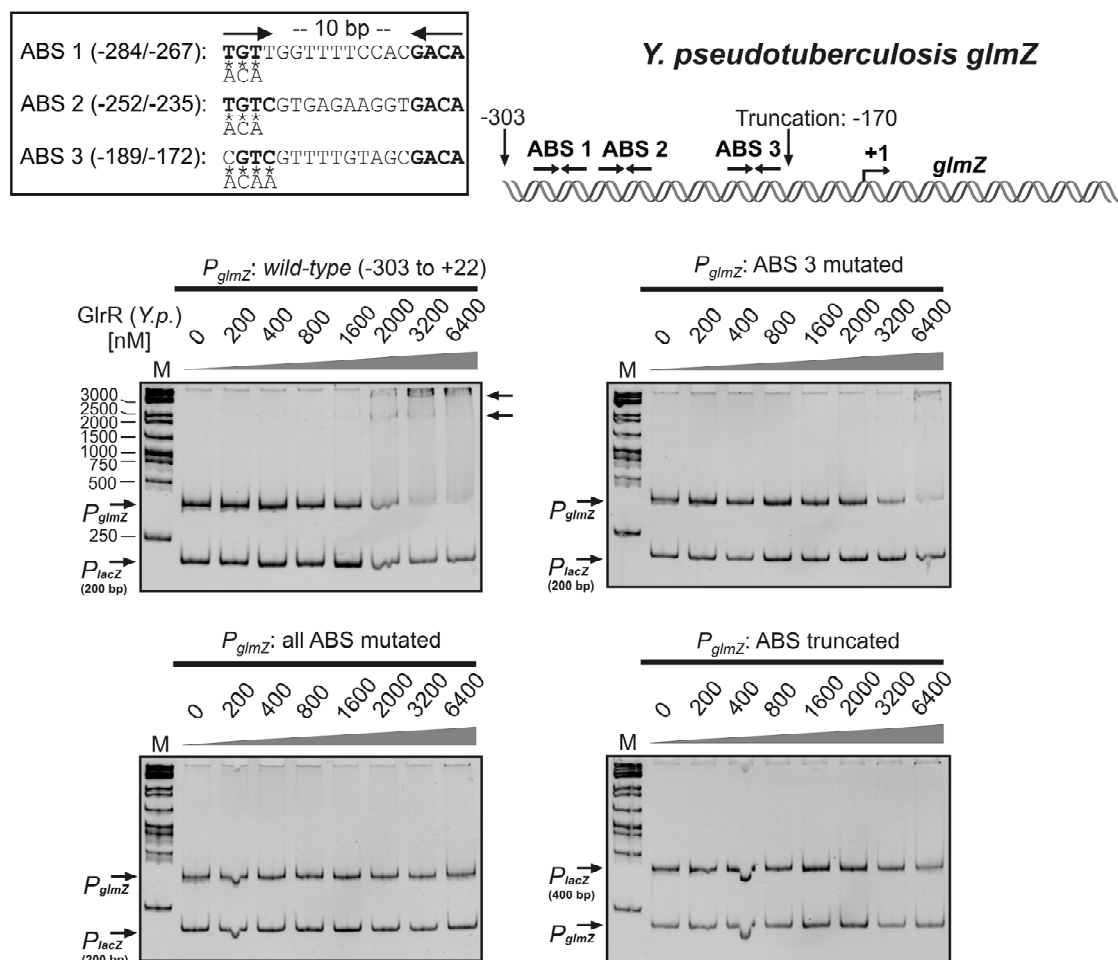 -- 10 bp --
ABS 1 (-284/-267): TGTTGGTTTTCCACGACA
***
ACA
ABS 2 (-252/-235): TGTCGTGAGAAGGTGACA
***
ACA
ABS 3 (-189/-172): CGTCGTTTTGTAGCGACA
****
ACAA
Y. pseudotuberculosis glmZ
-303
Truncation: -170
ABS 1 ABS 2 ABS 3 +1 glmZ
PglmZ: wild-type (-303 to +22)
GlrR (Y.p.) [nM]
0 200 400 800 1600 2000 3200 6400
M
3000
2500
2000
1500
1000
750
500
PglmZ
250
PlacZ
(200 bp)
PglmZ: ABS 3 mutated
0 200 400 800 1600 2000 3200 6400
M
PglmZ
PlacZ
(200 bp)
PglmZ: all ABS mutated
0 200 400 800 1600 2000 3200 6400
M
PglmZ
PlacZ
(200 bp)
PglmZ: ABS truncated
0 200 400 800 1600 2000 3200 6400
M
PlacZ
(400 bp)
PglmZ